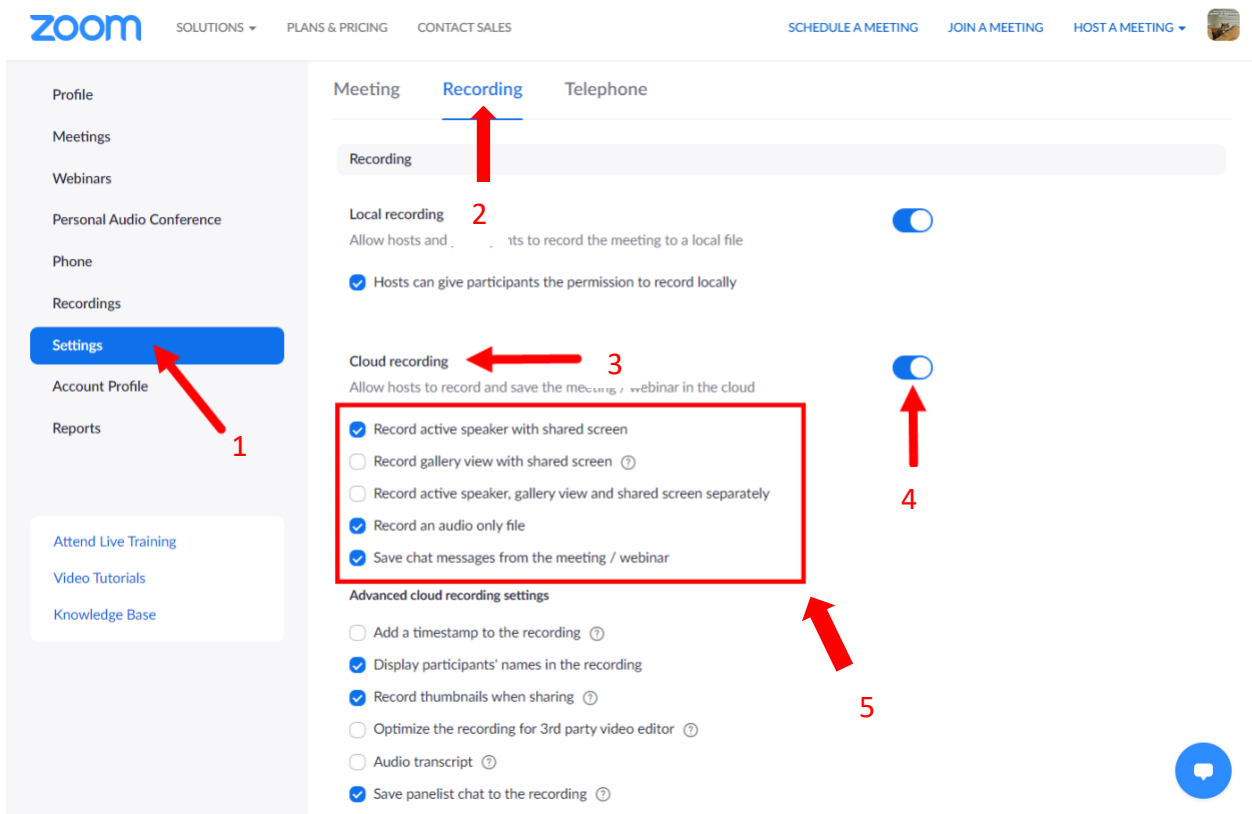 zoom SOLUTIONS PLANS & PRICING CONTACT SALES SCHEDULE A MEETING JOIN A MEETING HOST A MEETING
Profile
Meetings
Webinars
Personal Audio Conference
Phone
Recordings
Settings
Account Profile
Reports
1
Attend Live Training
Video Tutorials
Knowledge Base
Meeting Recording Telephone
Recording
2
Local recording
Allow hosts and to record the meeting to a local file
Hosts can give participants the permission to record locally
Cloud recording
3
Allow hosts to record and save the meeting / webinar in the cloud
4
Record active speaker with shared screen
Record gallery view with shared screen ?
Record active speaker, gallery view and shared screen separately
Record an audio only file
Save chat messages from the meeting / webinar
5
Advanced cloud recording settings
Add a timestamp to the recording ?
Display participants' names in the recording
Record thumbnails when sharing ?
Optimize the recording for 3rd party video editor ?
Audio transcript ?
Save panelist chat to the recording ?